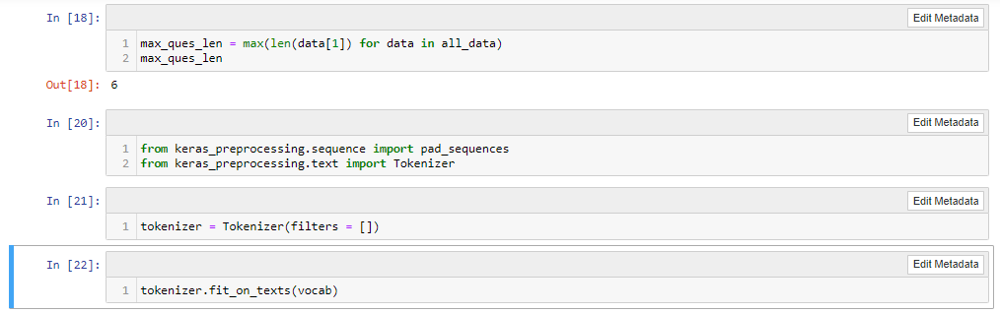 In [18]:
Edit Metadata
1 max_ques_len = max(len(data[1]) for data in all_data)
2 max_ques_len
Out[18]: 6
In [20]:
Edit Metadata
1 from keras_preprocessing.sequence import pad_sequences
2 from keras_preprocessing.text import Tokenizer
In [21]:
Edit Metadata
1 tokenizer = Tokenizer(filters = [])
In [22]:
Edit Metadata
1 tokenizer.fit_on_texts(vocab)